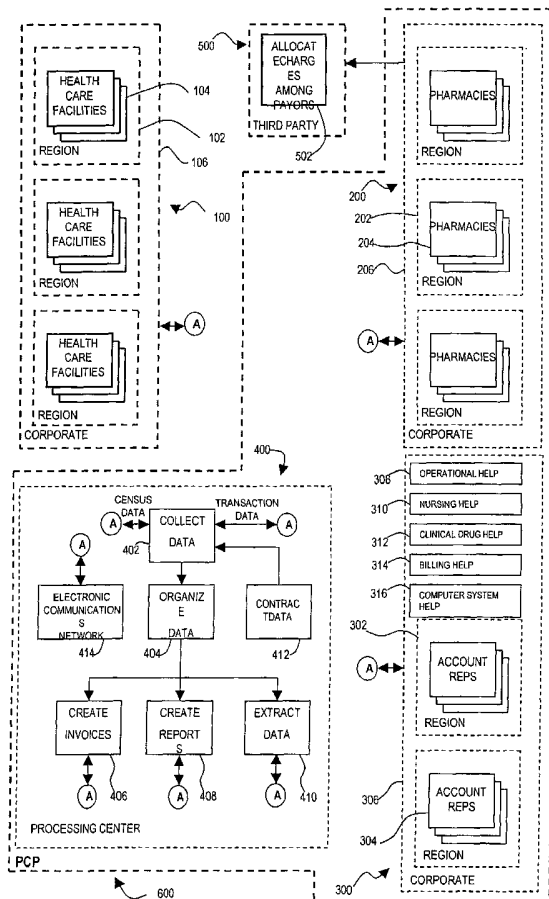 HEALTH
CARE
FACILITIES
104
102
REGION
106
HEALTH
CARE
FACILITIES
100
REGION
HEALTH
CARE
FACILITIES
A
REGION
CORPORATE
500
ALLOCAT
ECHARG
ES
AMONG
PAYORS
THIRD PARTY
502
PHARMACIES
REGION
200
202
PHARMACIES
204
206
REGION
A
PHARMACIES
REGION
CORPORATE
400
CENSUS
DATA
TRANSACTION
DATA
A
COLLECT
DATA
A
402
A
ELECTRONIC
COMMUNICATION
S
NETWORK
414
ORGANIZ
E
DATA
404
CONTRAC
TDATA
412
CREATE
INVOICES
406
CREATE
REPORT
S
408
EXTRACT
DATA
410
A
A
A
PROCESSING CENTER
PCP
600
308
OPERATIONAL HELP
310
NURSING HELP
312
CLINICAL DRUG HELP
314
BILLING HELP
316
COMPUTER SYSTEM
HELP
302
A
ACCOUNT
REPS
REGION
306
ACCOUNT
REPS
304
REGION
300
CORPORATE